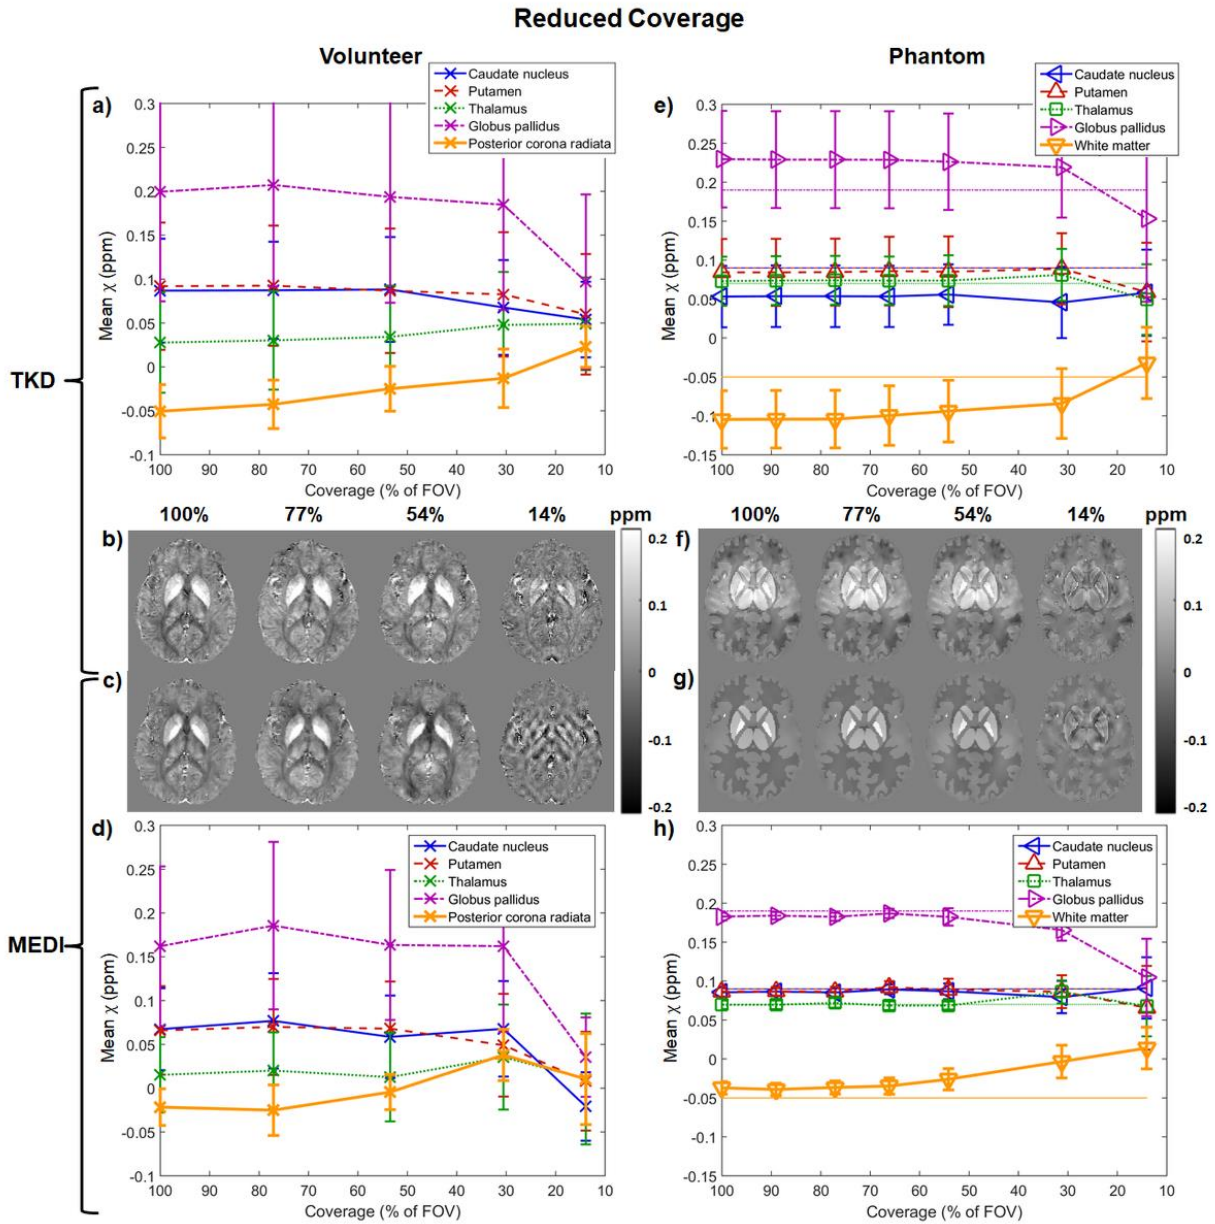 Reduced Coverage
Volunteer
Phantom
TKD
MEDI
a)
Caudate nucleus
Putamen
Thalamus
Globus pallidus
Posterior corona radiata
0.3
0.25
0.2
0.15
0.1
0.05
0
-0.05
-0.1
Mean χ (ppm)
100 90 80 70 60 50 40 30 20 10
Coverage (% of FOV)
e)
Caudate nucleus
Putamen
Thalamus
Globus pallidus
White matter
0.3
0.25
0.2
0.15
0.1
0.05
0
-0.05
-0.1
-0.15
Mean χ (ppm)
100 90 80 70 60 50 40 30 20 10
Coverage (% of FOV)
100% 77% 54% 14% ppm
b)
c)
0.2
0.1
0
-0.1
-0.2
100% 77% 54% 14% ppm
f)
g)
0.2
0.1
0
-0.1
-0.2
d)
Caudate nucleus
Putamen
Thalamus
Globus pallidus
Posterior corona radiata
0.3
0.25
0.2
0.15
0.1
0.05
0
-0.05
-0.1
Mean χ (ppm)
100 90 80 70 60 50 40 30 20 10
Coverage (% of FOV)
h)
Caudate nucleus
Putamen
Thalamus
Globus pallidus
White matter
0.3
0.25
0.2
0.15
0.1
0.05
0
-0.05
-0.1
-0.15
Mean χ (ppm)
100 90 80 70 60 50 40 30 20 10
Coverage (% of FOV)